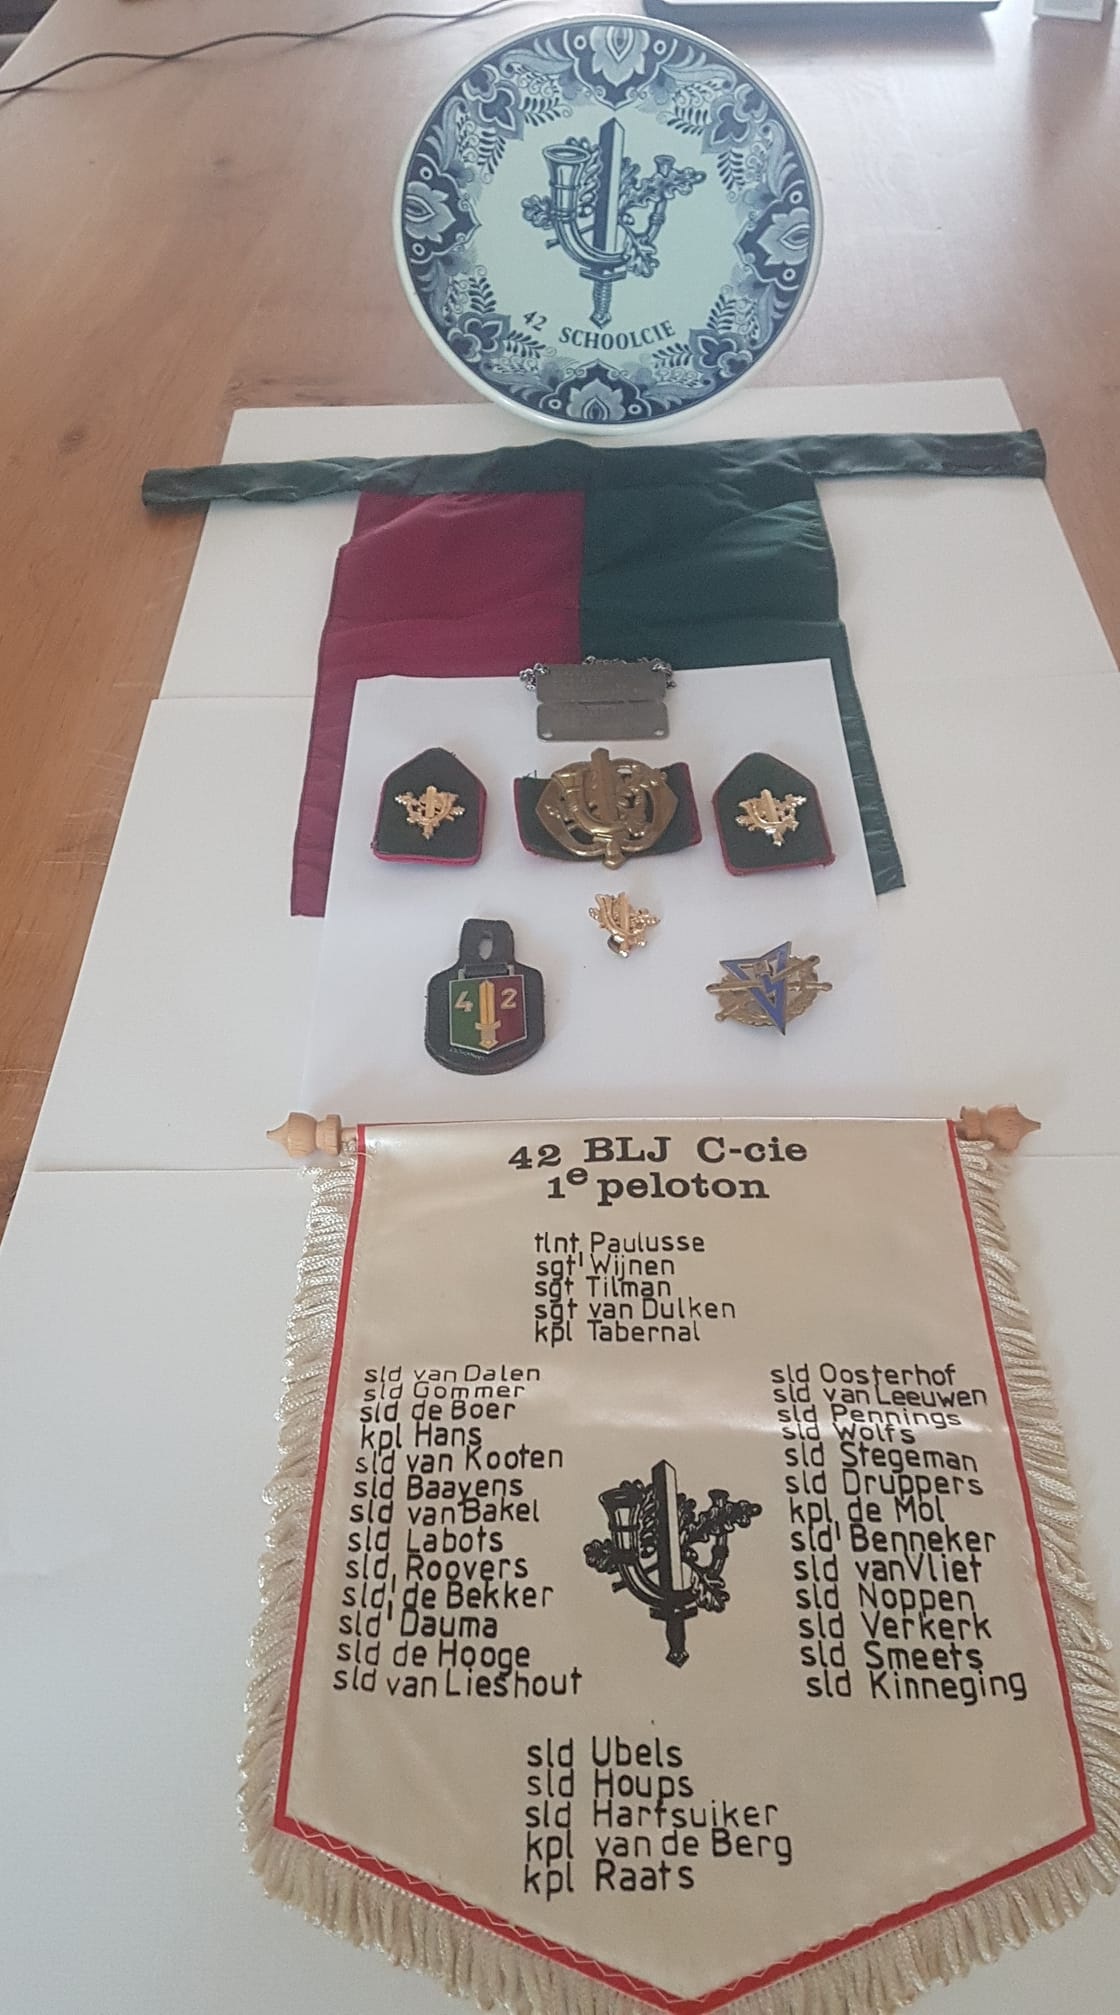 42 SCHOOLCIE
4 2
42 BLJ C-cie
1e peloton
tlnt Paulusse
sgt1 Wijnen
sgt Tilman
sgt van Dulken
kpl Tabernal
sld van Dalen
sld Gommer
sld de Boer
kpl Hans
sld van Kooten
sld Baayens
sld van Bakel
sld Labots
sld Roovers
sld1 de Bekker
sld1 Dauma
sld de Hooge
sld van Lieshout
sld Oosterhof
sld van Leeuwen
sld Pennings
sld Wolfs
sld Stegeman
sld Druppers
kpl de Mol
sld1 Benneker
sld van Vliet
sld Noppen
sld Verkerk
sld Smeets
sld Kinneging
sld Ubels
sld Houps
sld Harfsuiker
kpl van de Berg
kpl Raats